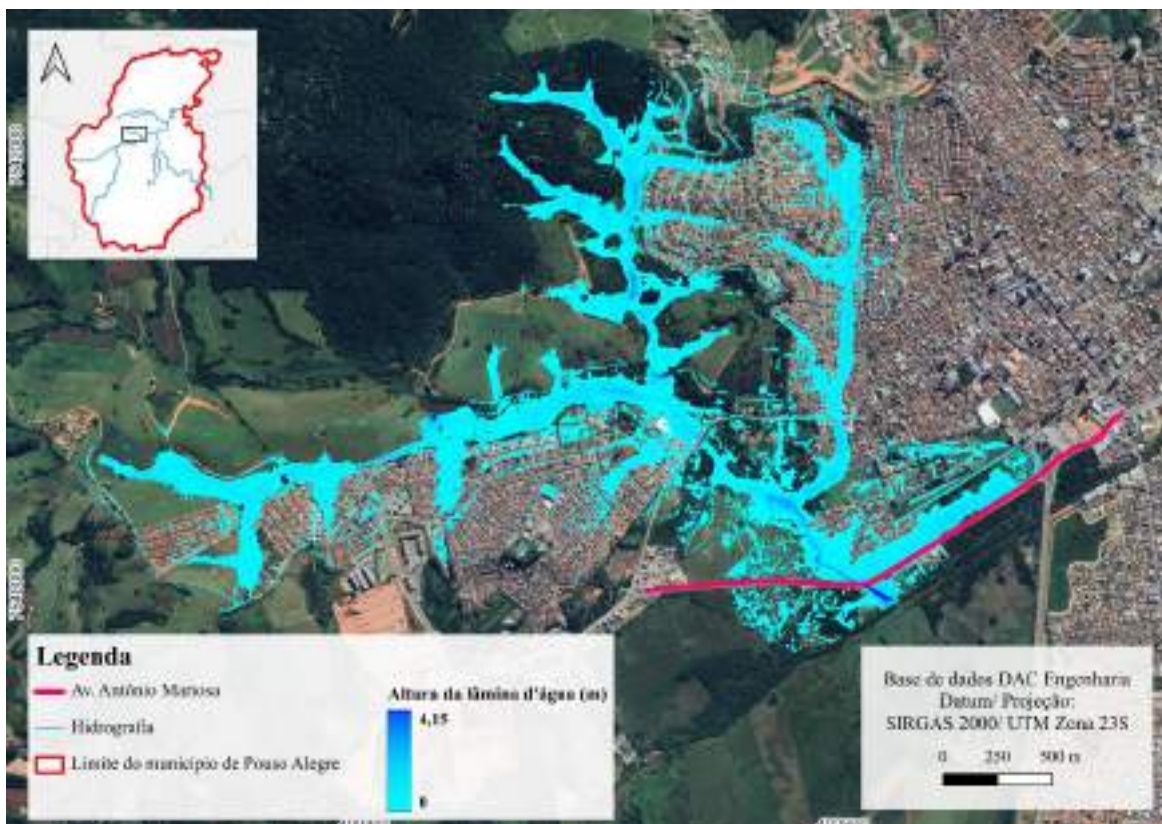 Legenda
Av. Antônio Mariosa
Hidrografia
Limite do município de Pouso Alegre
Altura da lâmina d'água (m)
4,15
0
Base de dados DAC Engenharia
Datum/ Projeção:
SIRGAS 2000/ UTM Zona 23S
0 250 500 m